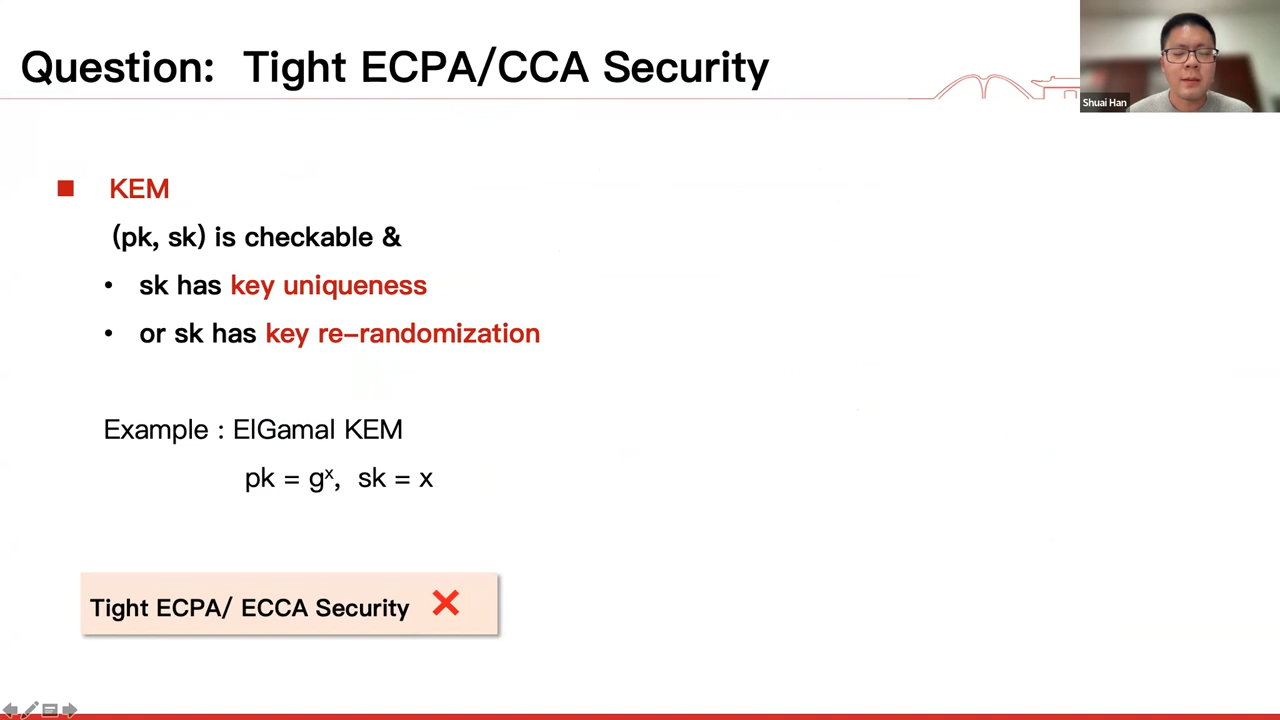 Question: Tight ECPA/CCA Security
Shuai Han
KEM
(pk, sk) is checkable &
• sk has key uniqueness
• or sk has key re-randomization
Example : ElGamal KEM
pk = gˣ, sk = x
Tight ECPA/ ECCA Security ✕